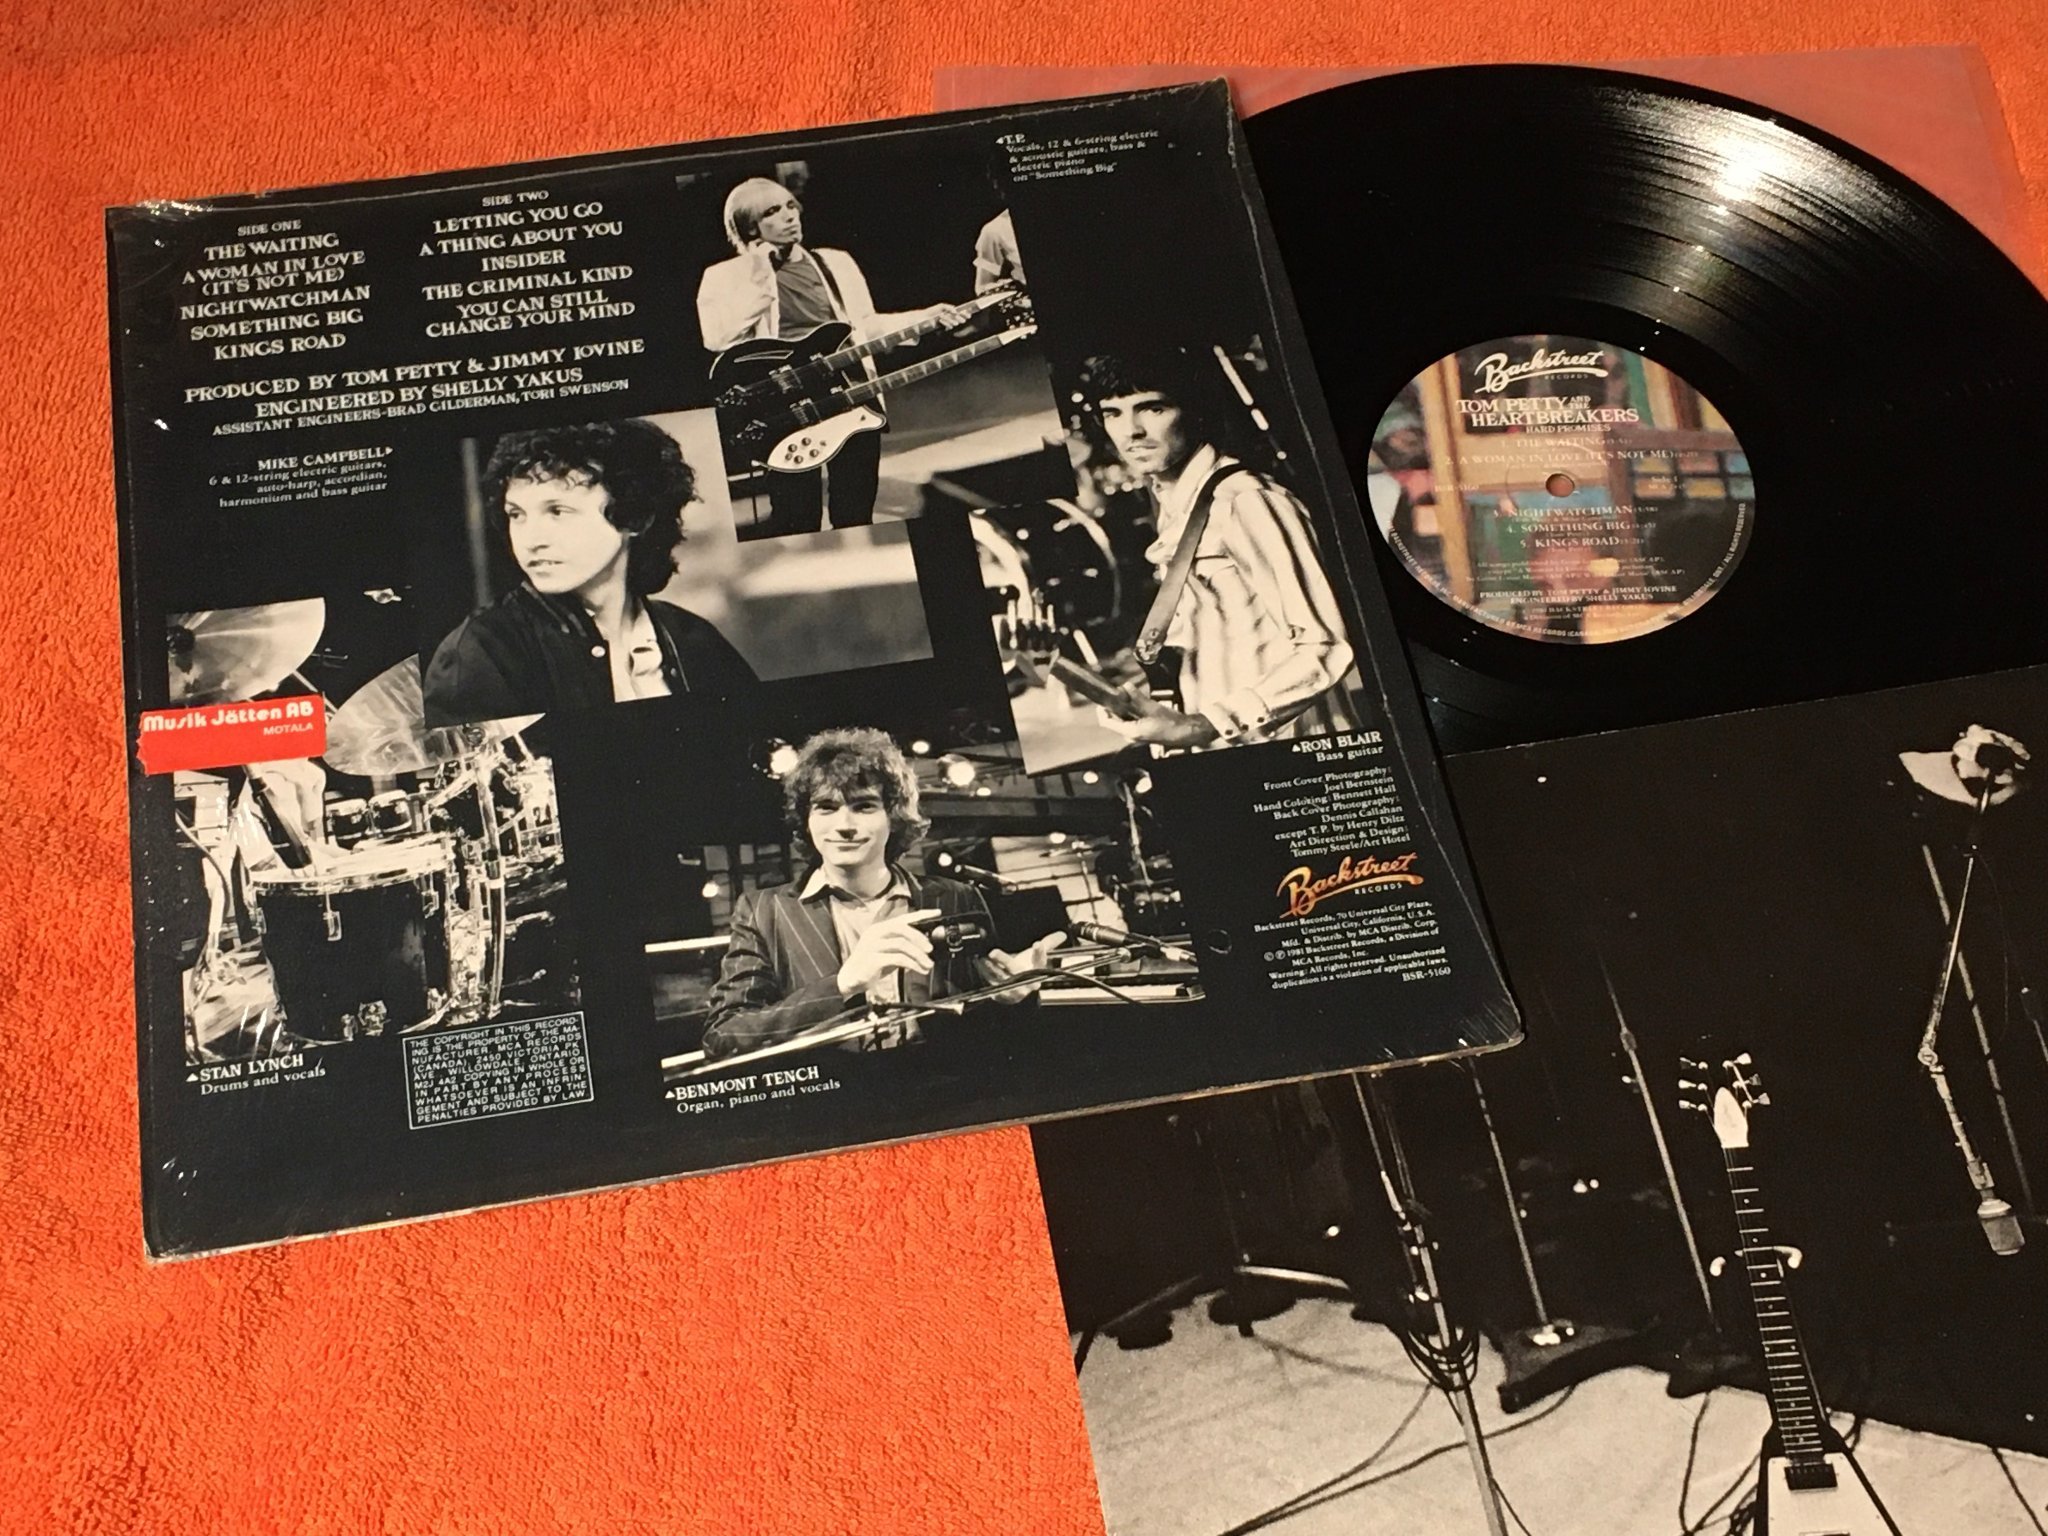 SIDE ONE
THE WAITING
A WOMAN IN LOVE
(IT'S NOT ME)
NIGHTWATCHMAN
SOMETHING BIG
KINGS ROAD
SIDE TWO
LETTING YOU GO
A THING ABOUT YOU
INSIDER
THE CRIMINAL KIND
YOU CAN STILL
CHANGE YOUR MIND
PRODUCED BY TOM PETTY & JIMMY IOVINE
ENGINEERED BY SHELLY YAKUS
ASSISTANT ENGINEERS-BRAD GILDERMAN, TORI SWENSON
T.P.
Vocals, 12 & 6-string electric
& acoustic guitars, bass &
electric piano
on "Something Big"
MIKE CAMPBELL
6 & 12-string electric guitars,
auto-harp, accordian,
harmonium and bass guitar
Musik Jätten AB
MOTALA
RON BLAIR
Bass guitar
Front Cover Photography:
Joel Bernstein
Hand Coloring: Bennett Hall
Back Cover Photography:
Dennis Callahan
except T.P. by Henry Diltz
Art Direction & Design:
Tommy Steele/Art Hotel
Backstreet
RECORDS
Backstreet Records, 70 Universal City Plaza,
Universal City, California, U.S.A.
Mfd. & Distrib. by MCA Distrib. Corp.
© ℗ 1981 Backstreet Records, a Division of
MCA Records, Inc.
Warning: All rights reserved. Unauthorized
duplication is a violation of applicable laws.
BSR-5160
STAN LYNCH
Drums and vocals
THE COPYRIGHT IN THIS RECORD-
ING IS THE PROPERTY OF THE MA-
NUFACTURER, MCA RECORDS
(CANADA), 2450 VICTORIA PK
AVE., WILLOWDALE, ONTARIO
M2J 4A2. COPYING IN WHOLE OR
IN PART BY ANY PROCESS
WHATSOEVER IS AN INFRIN-
GEMENT AND SUBJECT TO THE
PENALTIES PROVIDED BY LAW.
BENMONT TENCH
Organ, piano and vocals
Backstreet
RECORDS
TOM PETTY AND THE
HEARTBREAKERS
HARD PROMISES
1. THE WAITING
2. A WOMAN IN LOVE (IT'S NOT ME)
BSR-5160
Side 1
3. NIGHTWATCHMAN (3:58)
4. SOMETHING BIG (4:45)
5. KINGS ROAD (3:21)
PRODUCED BY TOM PETTY & JIMMY IOVINE
ENGINEERED BY SHELLY YAKUS